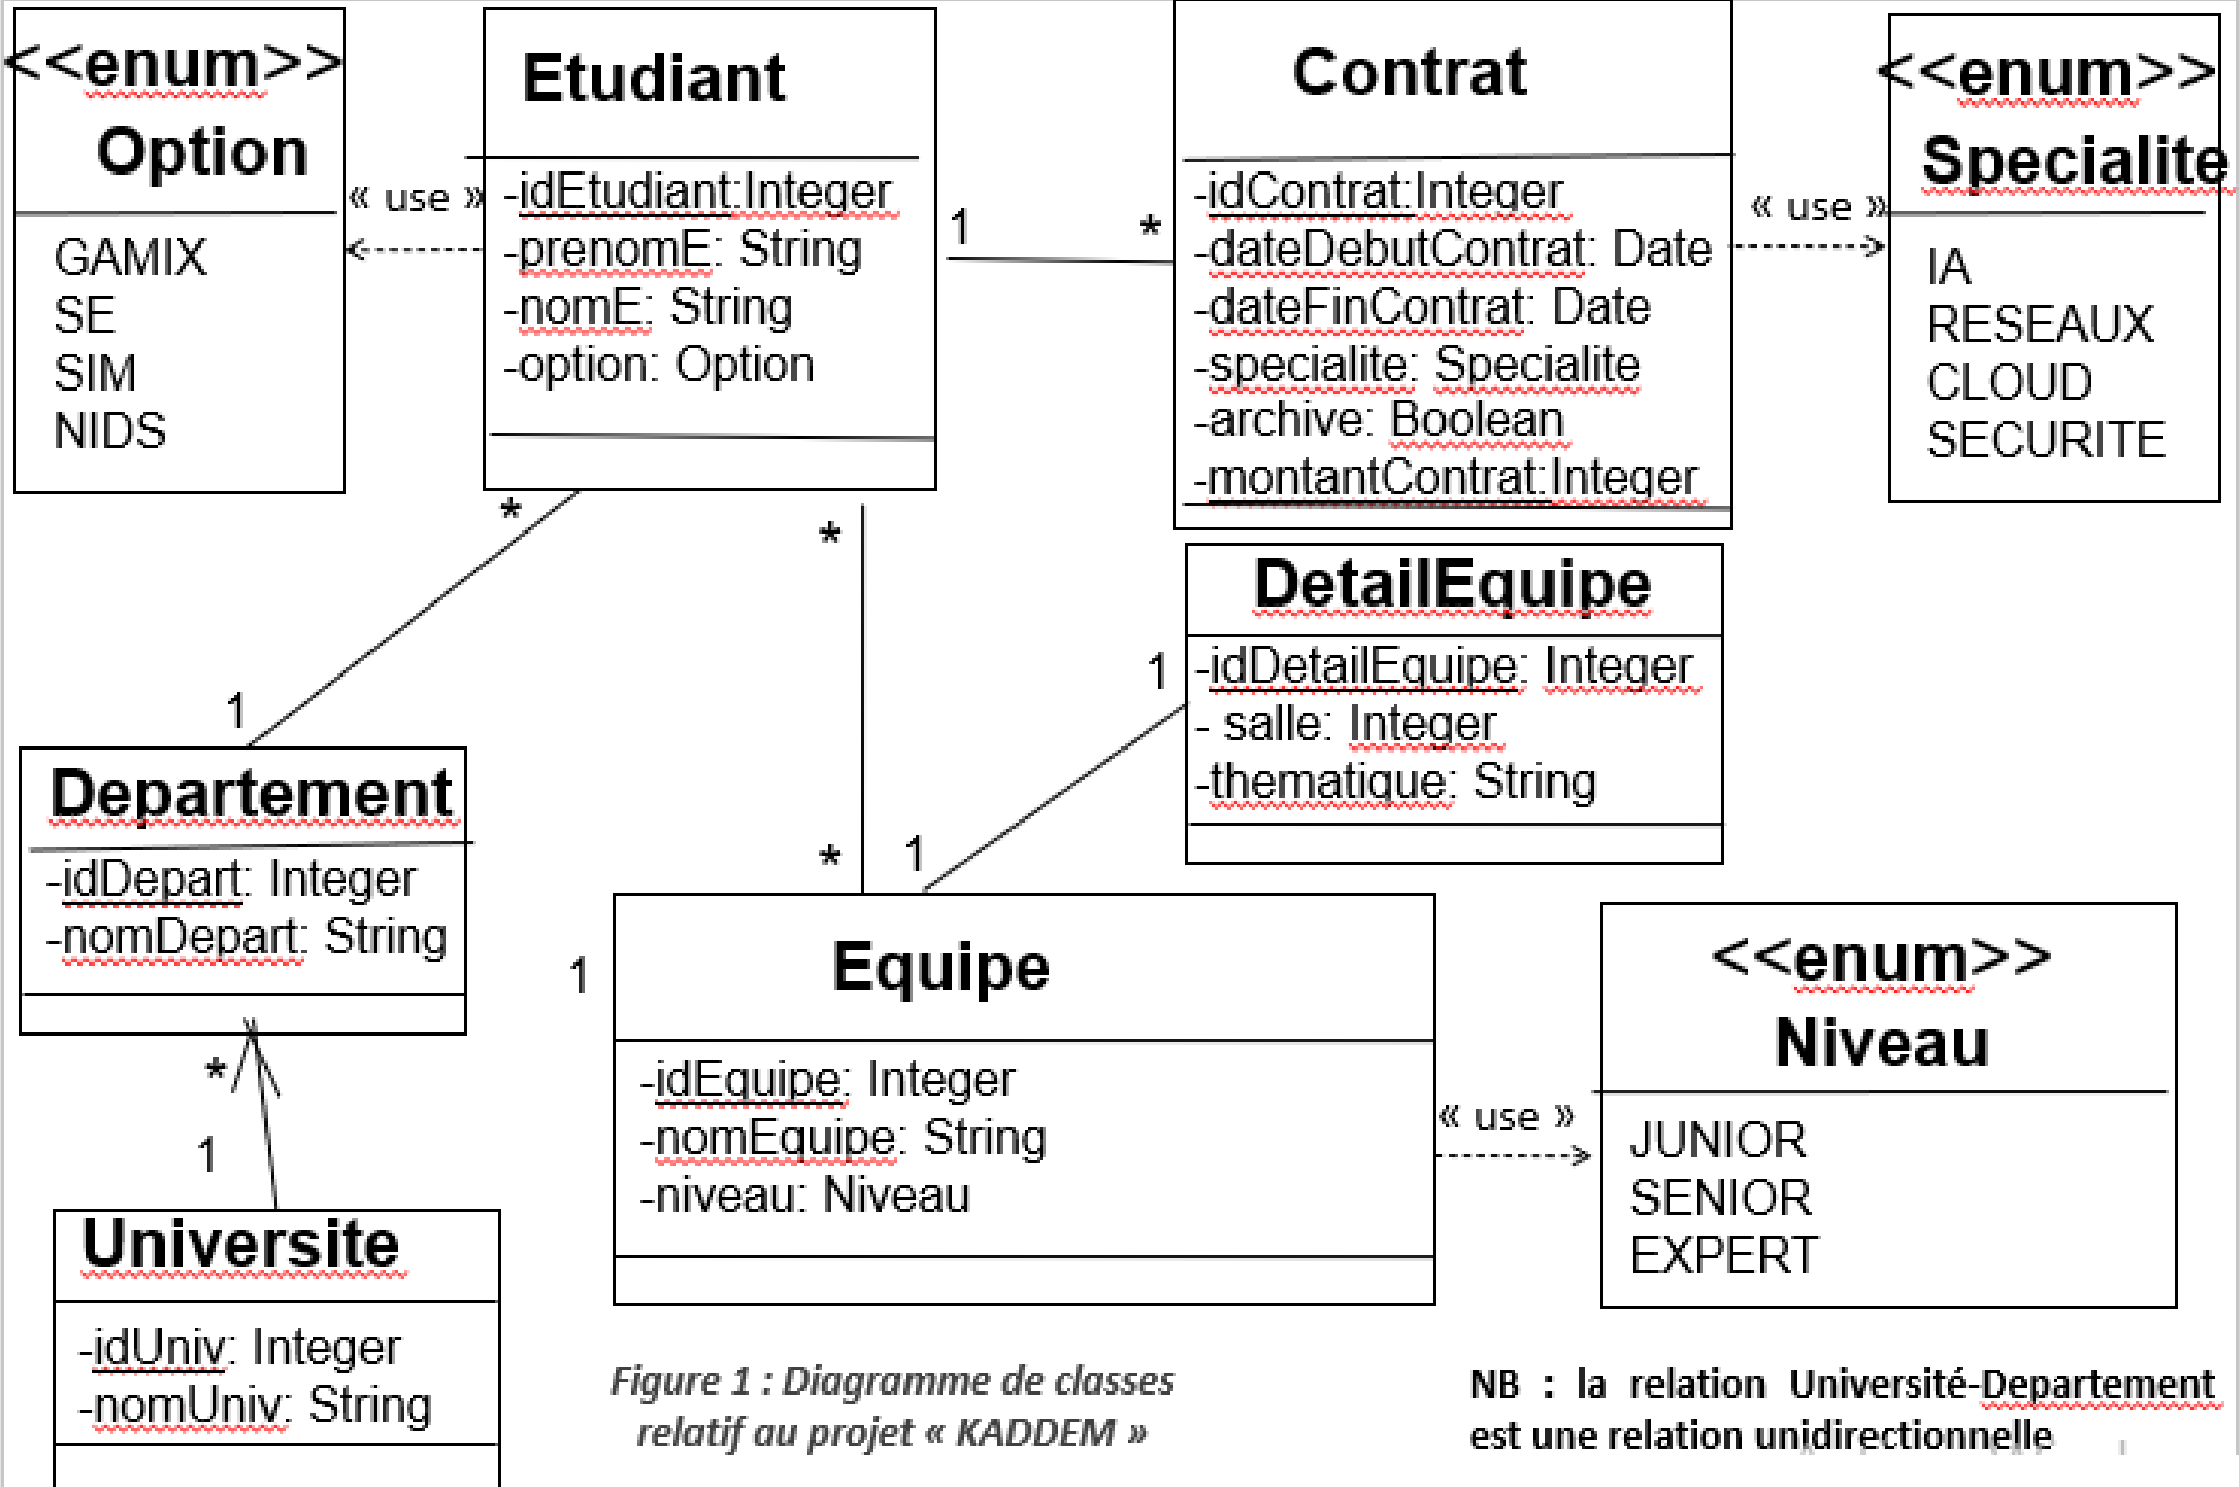 <<enum>>
Option
GAMIX
SE
SIM
NIDS
« use »
Etudiant
-idEtudiant:Integer
-prenomE: String
-nomE: String
-option: Option
1
*
Contrat
-idContrat:Integer
-dateDebutContrat: Date
-dateFinContrat: Date
-specialite: Specialite
-archive: Boolean
-montantContrat:Integer
« use »
<<enum>>
Specialite
IA
RESEAUX
CLOUD
SECURITE
*
1
*
*
DetailEquipe
-idDetailEquipe: Integer
- salle: Integer
-thematique: String
1
1
Departement
-idDepart: Integer
-nomDepart: String
*
1
Universite
-idUniv: Integer
-nomUniv: String
1
Equipe
-idEquipe: Integer
-nomEquipe: String
-niveau: Niveau
« use »
<<enum>>
Niveau
JUNIOR
SENIOR
EXPERT
Figure 1 : Diagramme de classes
relatif au projet « KADDEM »
NB : la relation Université-Departement
est une relation unidirectionnelle